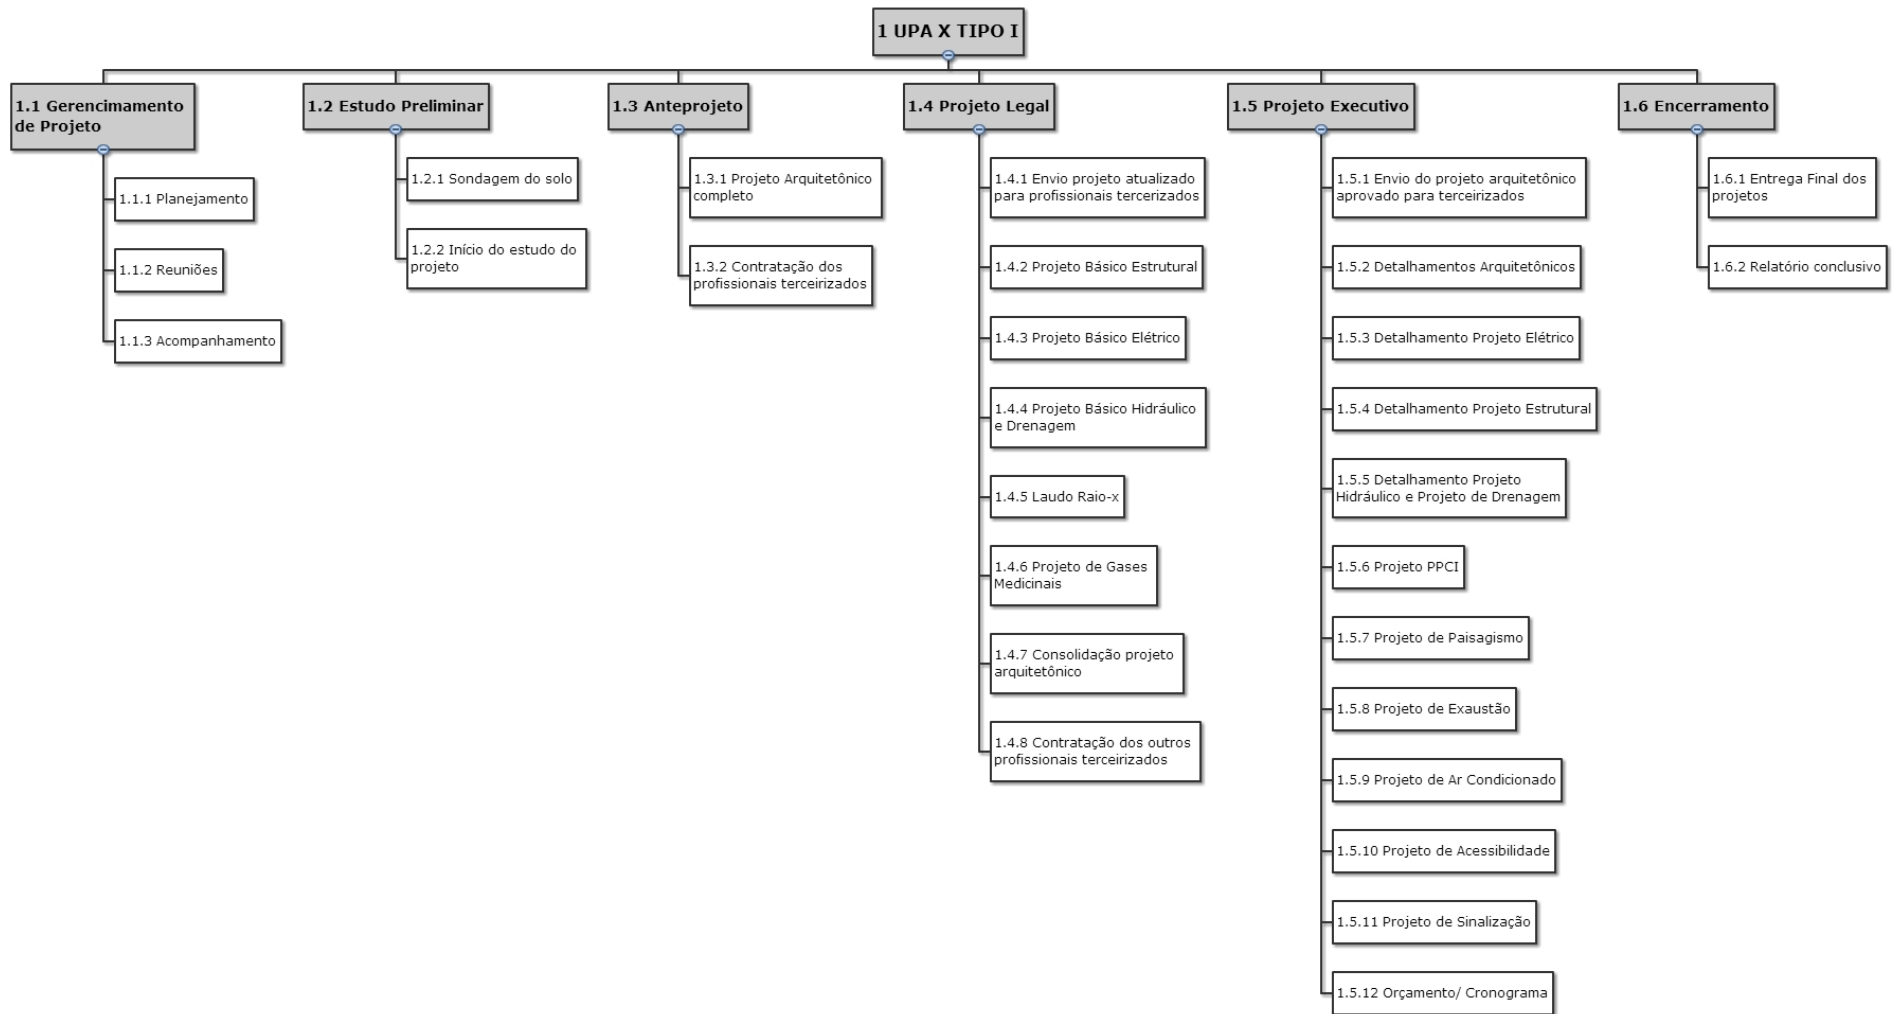 1 UPA X TIPO I
1.1 Gerencimamento
de Projeto
1.1.1 Planejamento
1.1.2 Reuniões
1.1.3 Acompanhamento
1.2 Estudo Preliminar
1.2.1 Sondagem do solo
1.2.2 Início do estudo do
projeto
1.3 Anteprojeto
1.3.1 Projeto Arquitetônico
completo
1.3.2 Contratação dos
profissionais terceirizados
1.4 Projeto Legal
1.4.1 Envio projeto atualizado
para profissionais tercerizados
1.4.2 Projeto Básico Estrutural
1.4.3 Projeto Básico Elétrico
1.4.4 Projeto Básico Hidráulico
e Drenagem
1.4.5 Laudo Raio-x
1.4.6 Projeto de Gases
Medicinais
1.4.7 Consolidação projeto
arquitetônico
1.4.8 Contratação dos outros
profissionais terceirizados
1.5 Projeto Executivo
1.5.1 Envio do projeto arquitetônico
aprovado para terceirizados
1.5.2 Detalhamentos Arquitetônicos
1.5.3 Detalhamento Projeto Elétrico
1.5.4 Detalhamento Projeto Estrutural
1.5.5 Detalhamento Projeto
Hidráulico e Projeto de Drenagem
1.5.6 Projeto PPCI
1.5.7 Projeto de Paisagismo
1.5.8 Projeto de Exaustão
1.5.9 Projeto de Ar Condicionado
1.5.10 Projeto de Acessibilidade
1.5.11 Projeto de Sinalização
1.5.12 Orçamento/ Cronograma
1.6 Encerramento
1.6.1 Entrega Final dos
projetos
1.6.2 Relatório conclusivo